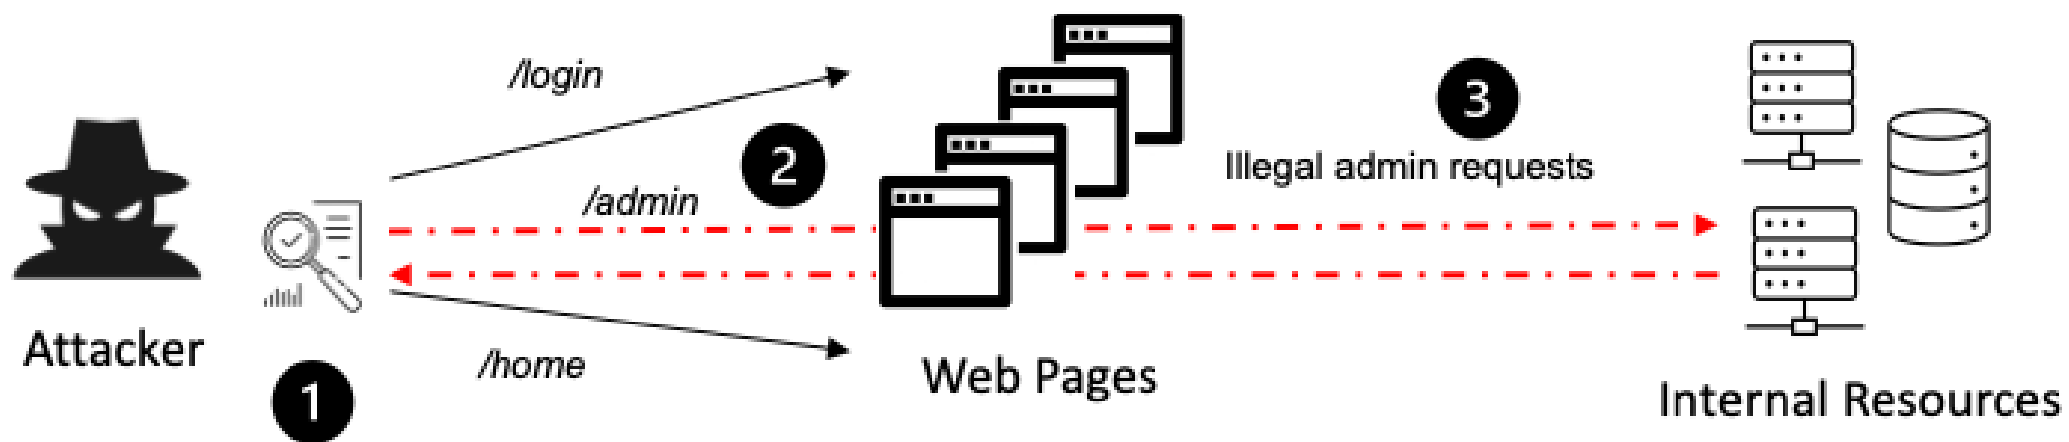 /login
2
3
Illegal admin requests
/admin
Attacker
1
/home
Web Pages
Internal Resources